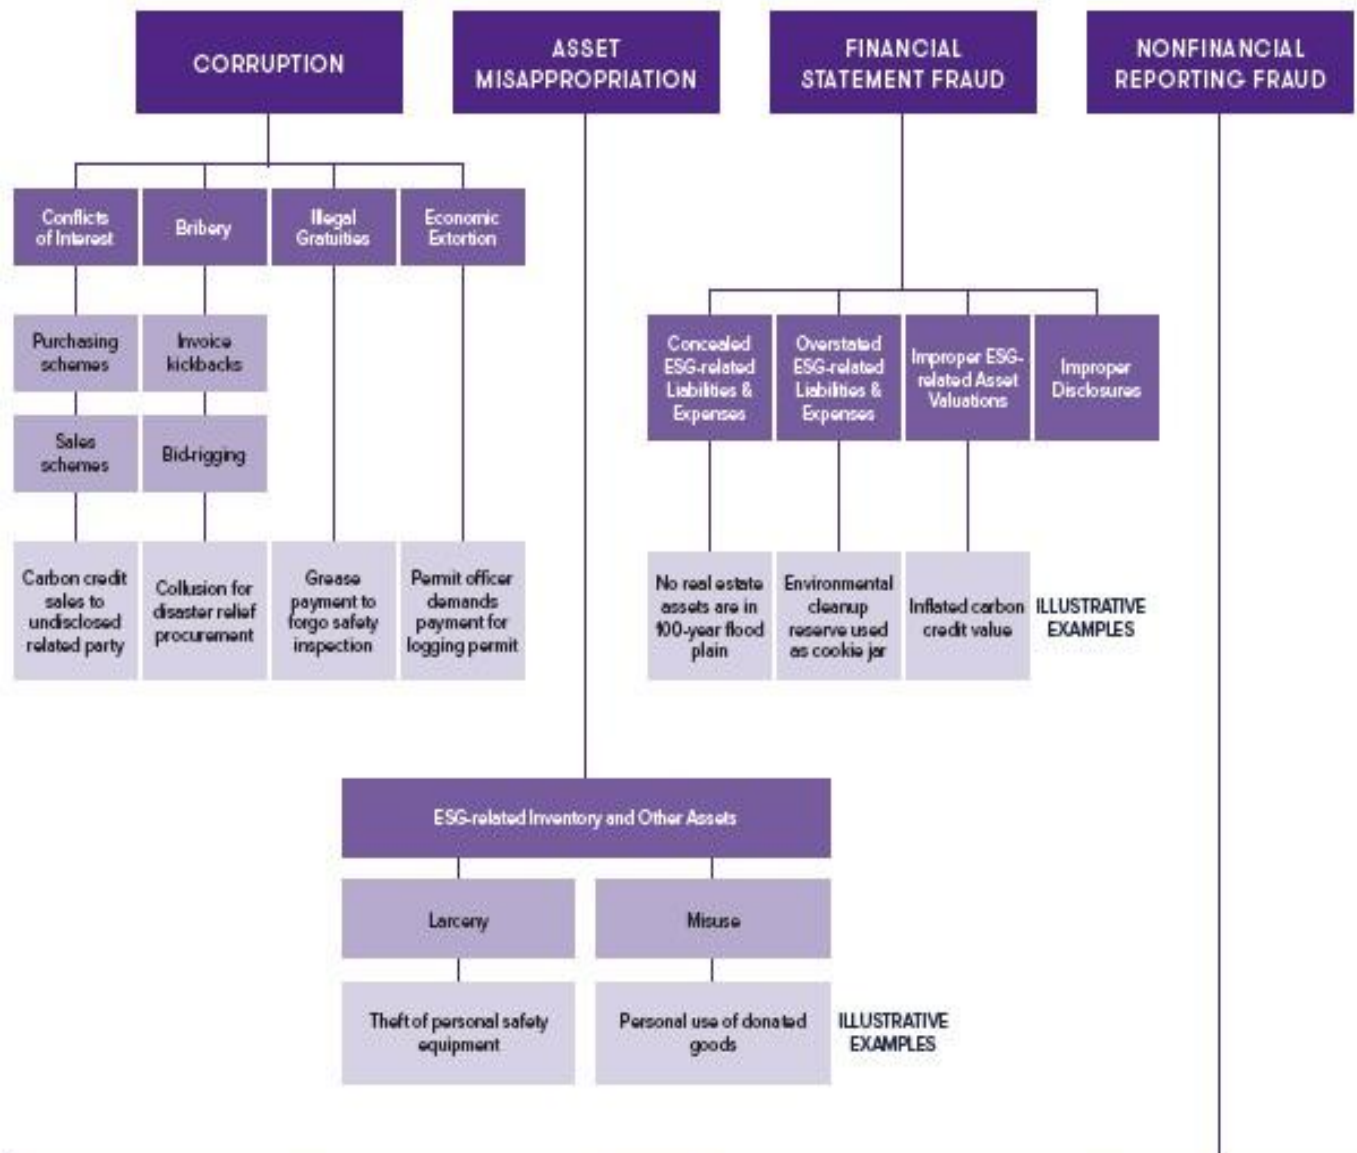 CORRUPTION
ASSET
MISAPPROPRIATION
FINANCIAL
STATEMENT FRAUD
NONFINANCIAL
REPORTING FRAUD
Conflicts
of Interest
Bribery
Illegal
Gratuities
Economic
Extortion
Purchasing
schemes
Invoice
kickbacks
Sales
schemes
Bid-rigging
Carbon credit
sales to
undisclosed
related party
Collusion for
disaster relief
procurement
Grease
payment to
forgo safety
inspection
Permit officer
demands
payment for
logging permit
Concealed
ESG-related
Liabilities &
Expenses
Overstated
ESG-related
Liabilities &
Expenses
Improper ESG-
related Asset
Valuations
Improper
Disclosures
No real estate
assets are in
100-year flood
plain
Environmental
cleanup
reserve used
as cookie jar
Inflated carbon
credit value
ILLUSTRATIVE
EXAMPLES
ESG-related Inventory and Other Assets
Larceny
Misuse
Theft of personal safety
equipment
Personal use of donated
goods
ILLUSTRATIVE
EXAMPLES